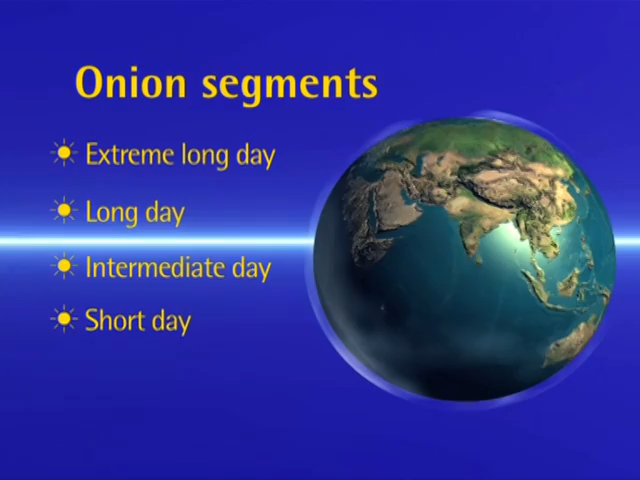 Onion segments
Extreme long day
Long day
Intermediate day
Short day